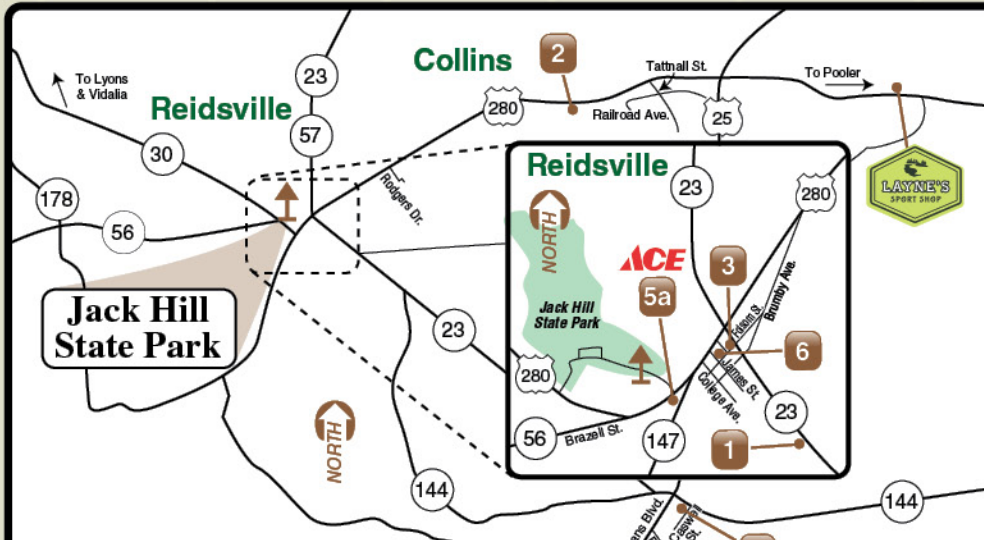 To Lyons
& Vidalia
23
Collins
2
Tattnall St.
To Pooler
Reidsville
57
280
Railroad Ave.
25
30
LAYNE'S
SPORT SHOP
Rodgers Dr.
178
56
Reidsville
23
280
NORTH
ACE
3
Brumby Ave.
5a
Folsom St.
Jack Hill
State Park
Jack Hill
State Park
6
James St.
23
280
College Ave.
23
56
Brazell St.
147
1
NORTH
144
144
St.